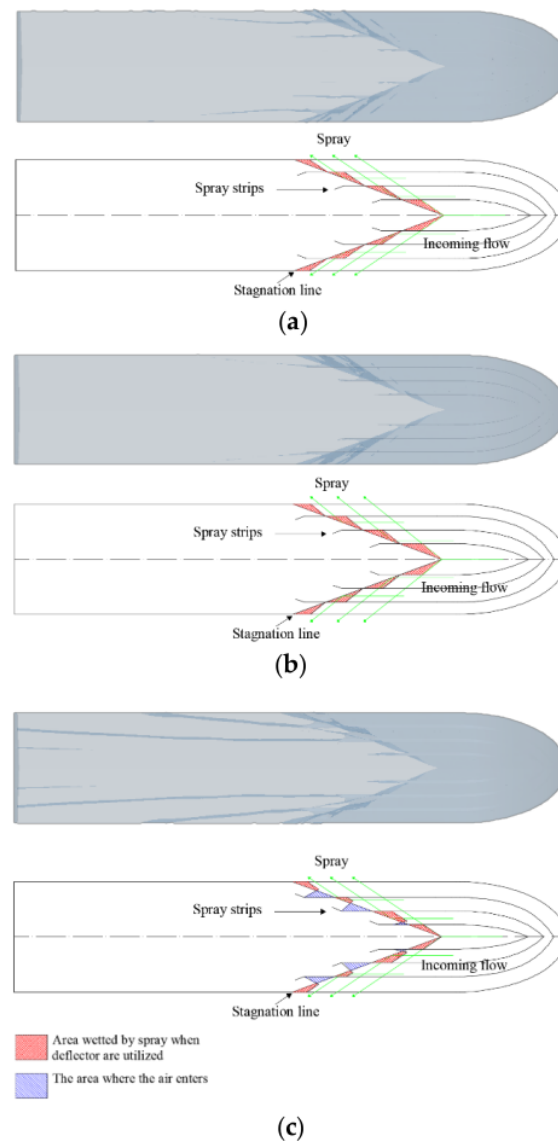 Spray
Spray strips
Incoming flow
Stagnation line
(a)
Spray
Spray strips
Incoming flow
Stagnation line
(b)
Spray
Spray strips
Incoming flow
Stagnation line
Area wetted by spray when
deflector are utilized
The area where the air enters
(c)